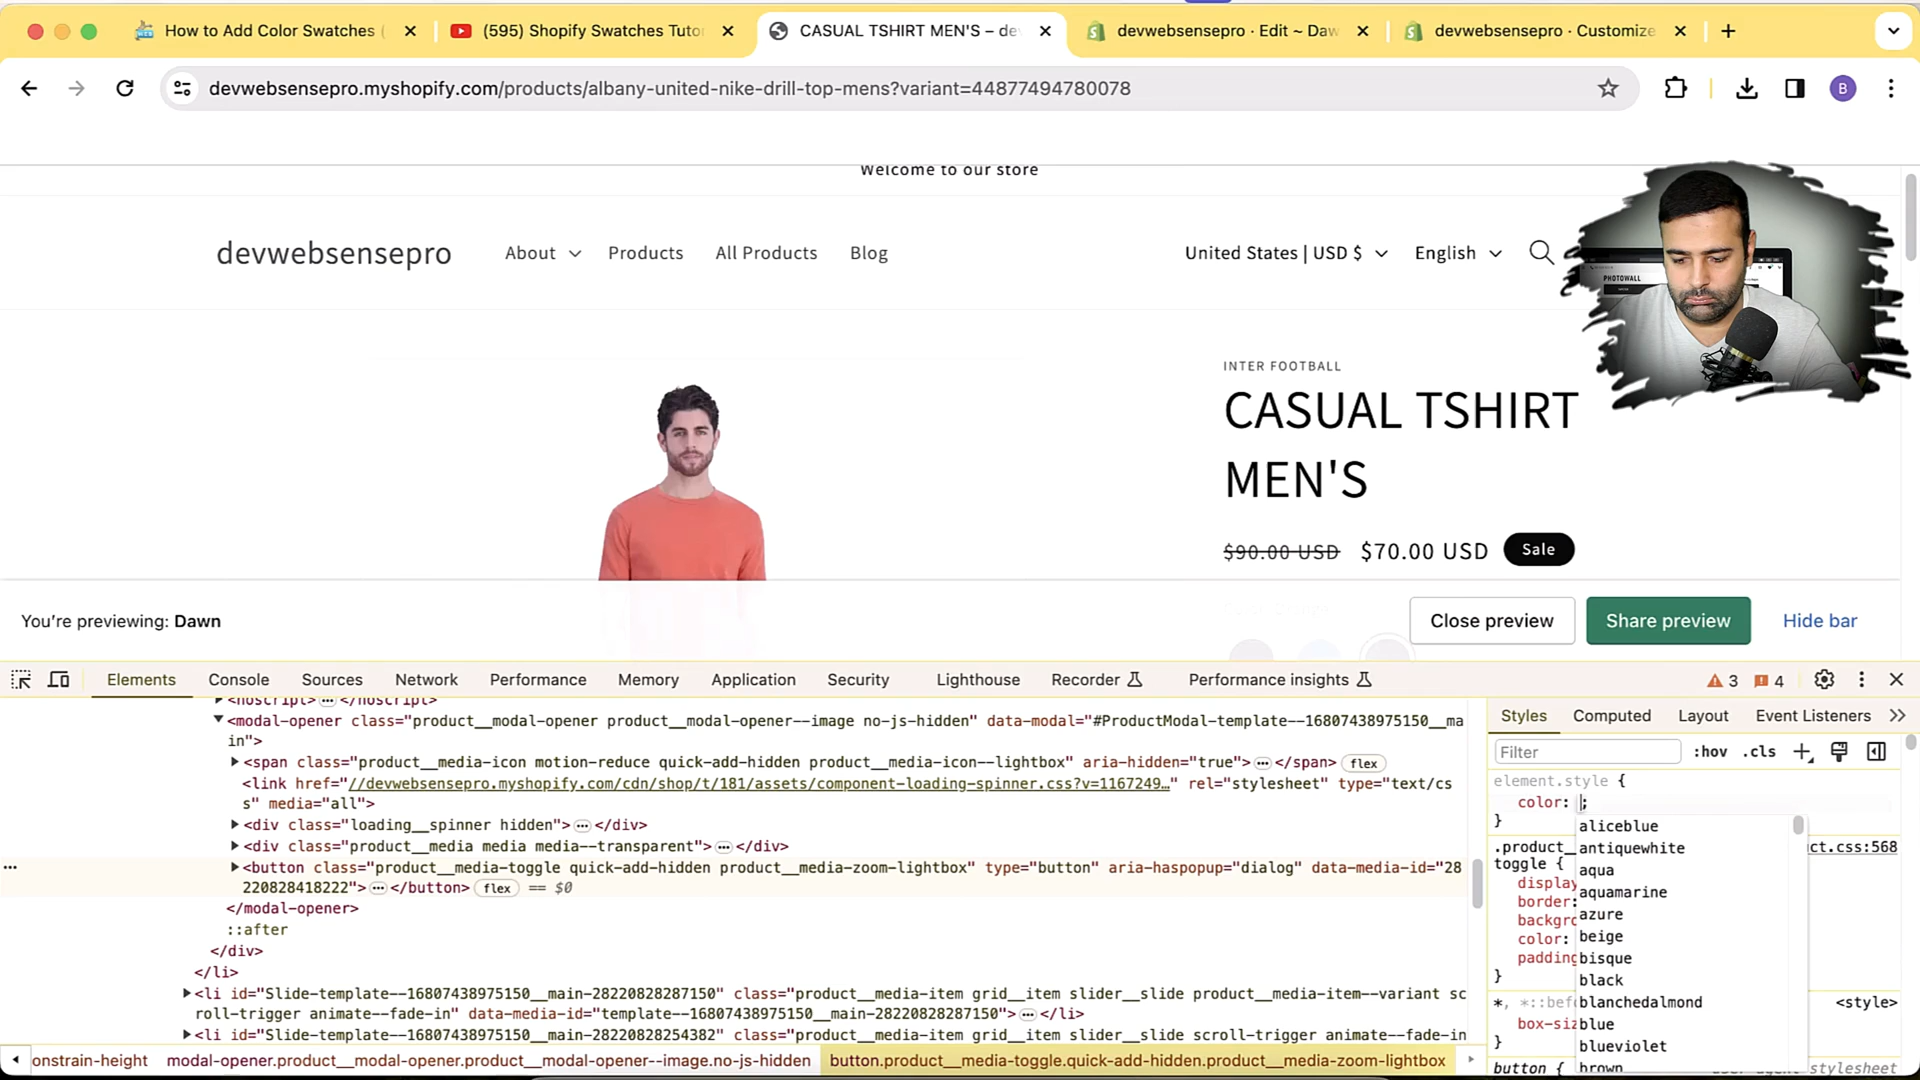 How to Add Color Swatches (
(595) Shopify Swatches Tuto
CASUAL TSHIRT MEN'S – de
devwebsensepro · Edit ~ Daw
devwebsensepro · Customize
devwebsensepro.myshopify.com/products/albany-united-nike-drill-top-mens?variant=44877494780078
B
Welcome to our store
devwebsensepro
About
Products
All Products
Blog
United States | USD $
English
PHOTOWALL
INTER FOOTBALL
CASUAL TSHIRT
MEN'S
$90.00 USD $70.00 USD Sale
You're previewing: Dawn
Close preview
Share preview
Hide bar
Elements
Console
Sources
Network
Performance
Memory
Application
Security
Lighthouse
Recorder
Performance insights
3
4
<noscript>…</noscript>
<modal-opener class="product__modal-opener product__modal-opener--image no-js-hidden" data-modal="#ProductModal-template--16807438975150__ma
in">
<span class="product__media-icon motion-reduce quick-add-hidden product__media-icon--lightbox" aria-hidden="true">…</span> flex
<link href="//devwebsensepro.myshopify.com/cdn/shop/t/181/assets/component-loading-spinner.css?v=1167249…" rel="stylesheet" type="text/cs
s" media="all">
<div class="loading__spinner hidden">…</div>
<div class="product__media media media--transparent">…</div>
… <button class="product__media-toggle quick-add-hidden product__media-zoom-lightbox" type="button" aria-haspopup="dialog" data-media-id="28
220828418222">…</button> flex == $0
</modal-opener>
::after
</div>
</li>
<li id="Slide-template--16807438975150__main-28220828287150" class="product__media-item grid__item slider__slide product__media-item--variant sc
roll-trigger animate--fade-in" data-media-id="template--16807438975150__main-28220828287150">…</li>
<li id="Slide-template--16807438975150__main-28220828254382" class="product__media-item grid__item slider__slide scroll-trigger animate--fade-in
onstrain-height
modal-opener.product__modal-opener.product__modal-opener--image.no-js-hidden
button.product__media-toggle.quick-add-hidden.product__media-zoom-lightbox
Styles
Computed
Layout
Event Listeners
Filter
:hov
.cls
element.style {
color: ;
}
.product_ ct.css:568
toggle {
display
border:
backgro
color:
padding
}
*, *::befo <style>
box-siz
}
button { stylesheet
aliceblue
antiquewhite
aqua
aquamarine
azure
beige
bisque
black
blanchedalmond
blue
blueviolet
brown